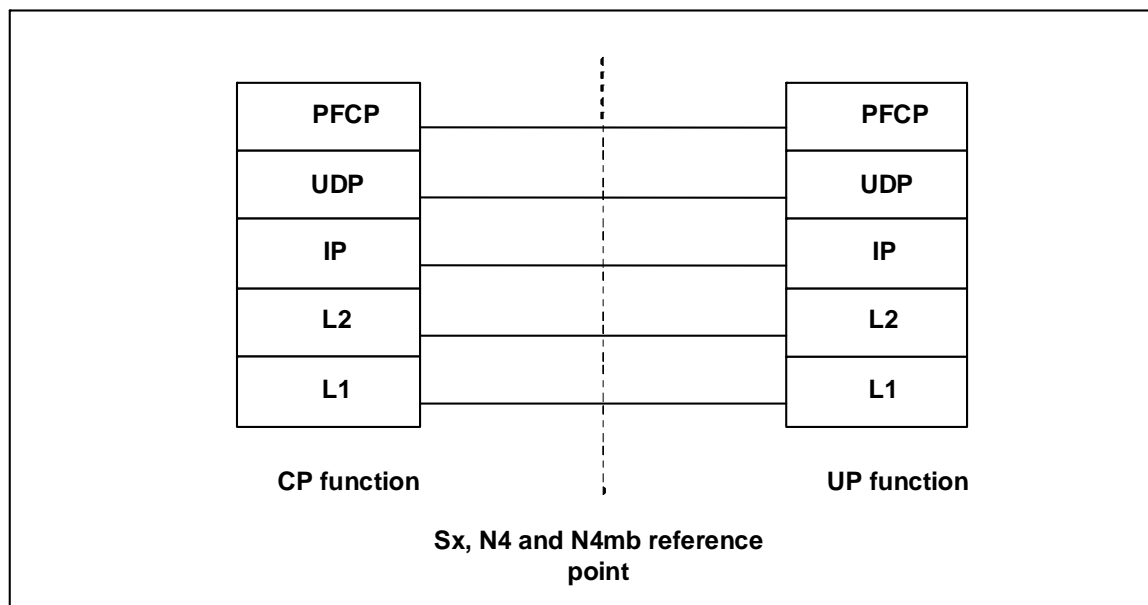 PFCP
UDP
IP
L2
L1
CP function
PFCP
UDP
IP
L2
L1
UP function
Sx, N4 and N4mb reference
point